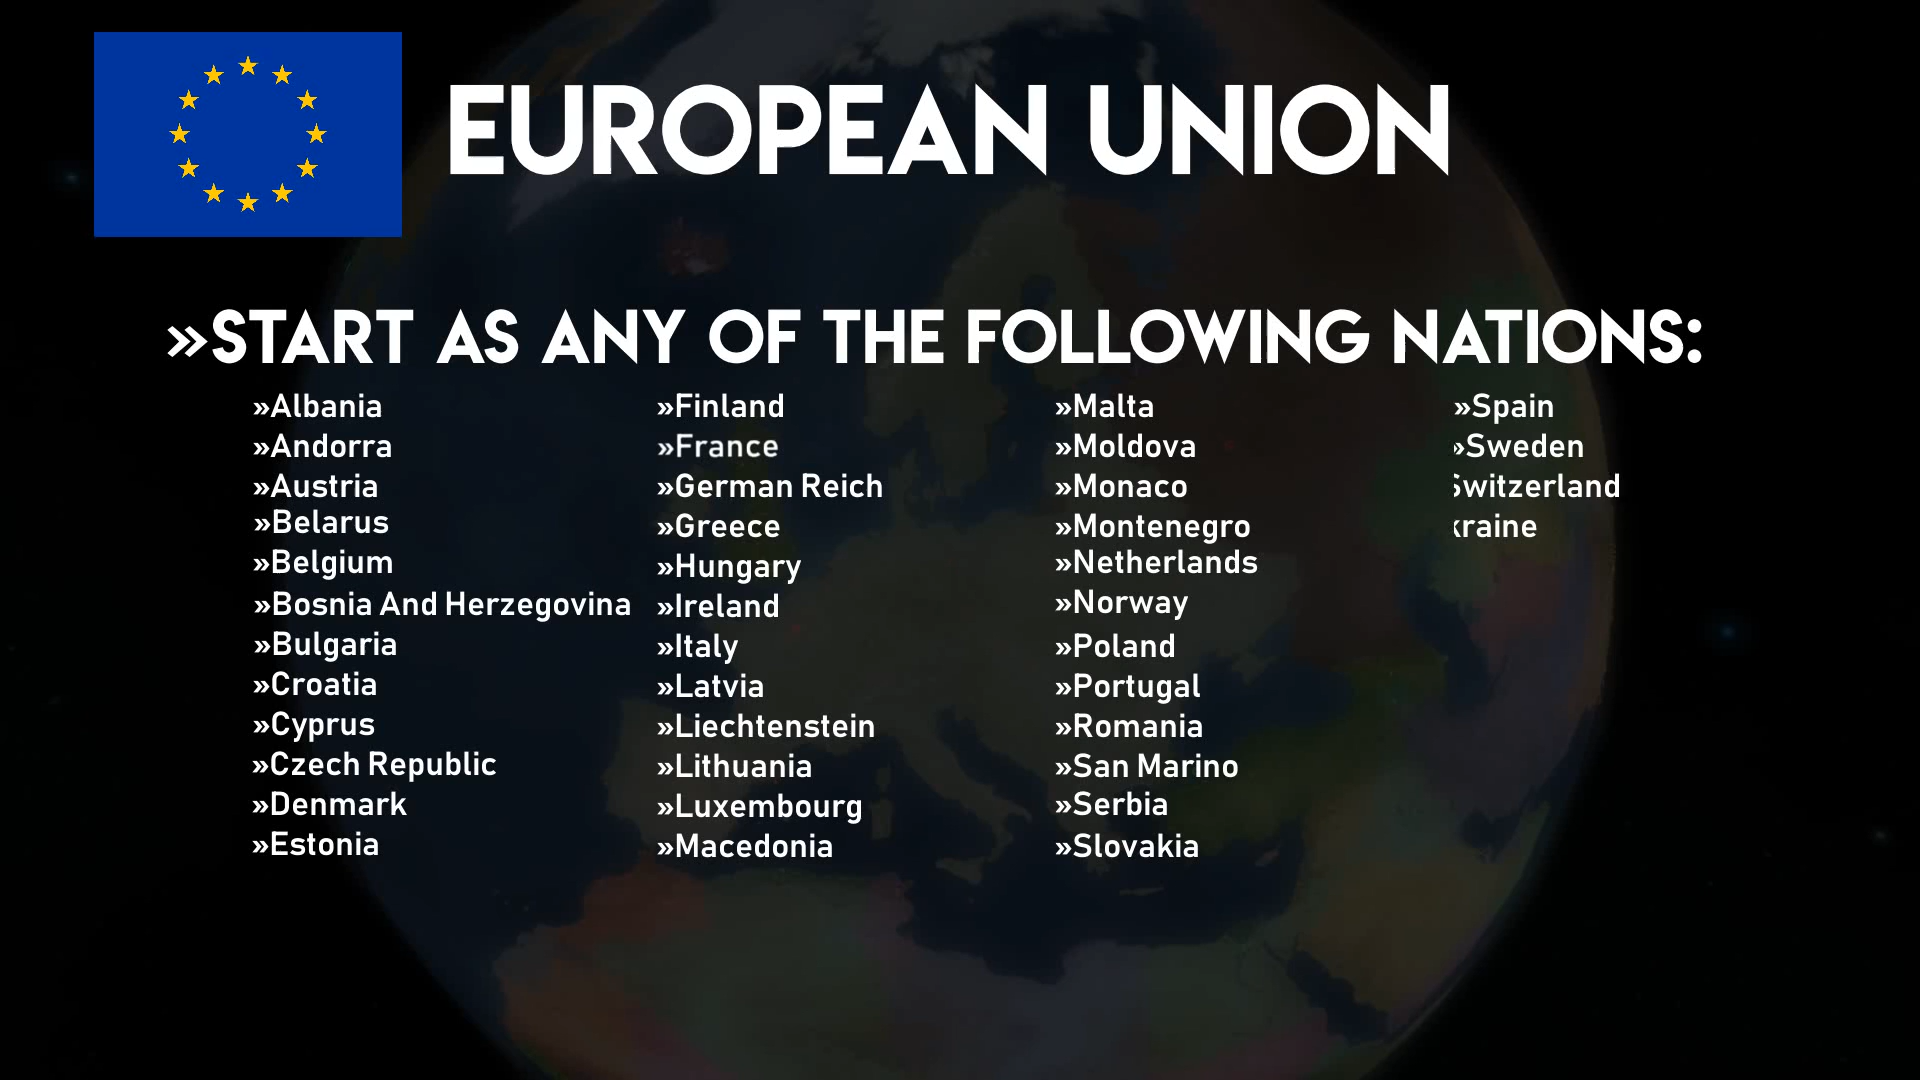 EUROPEAN UNION
»START AS ANY OF THE FOLLOWING NATIONS:
»Albania
»Andorra
»Austria
»Belarus
»Belgium
»Bosnia And Herzegovina
»Bulgaria
»Croatia
»Cyprus
»Czech Republic
»Denmark
»Estonia
»Finland
»France
»German Reich
»Greece
»Hungary
»Ireland
»Italy
»Latvia
»Liechtenstein
»Lithuania
»Luxembourg
»Macedonia
»Malta
»Moldova
»Monaco
»Montenegro
»Netherlands
»Norway
»Poland
»Portugal
»Romania
»San Marino
»Serbia
»Slovakia
»Spain
»Sweden
Switzerland
kraine